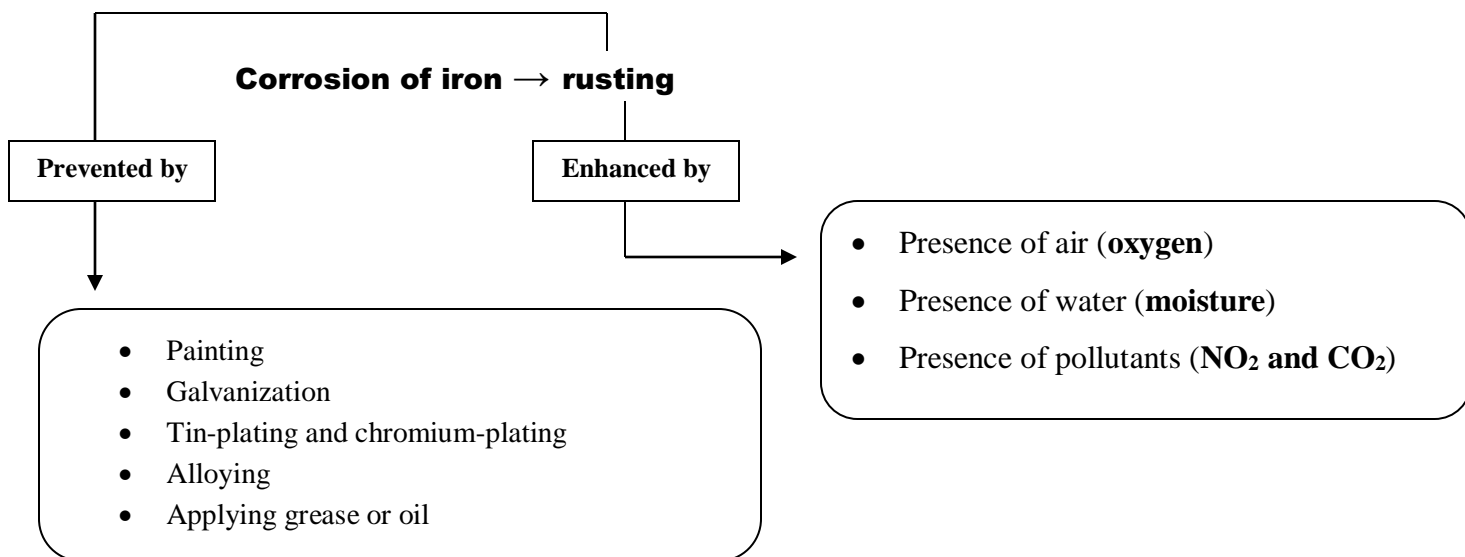 Corrosion of iron → rusting
Prevented by
Enhanced by
• Presence of air (oxygen)
• Presence of water (moisture)
• Presence of pollutants (NO₂ and CO₂)
• Painting
• Galvanization
• Tin-plating and chromium-plating
• Alloying
• Applying grease or oil